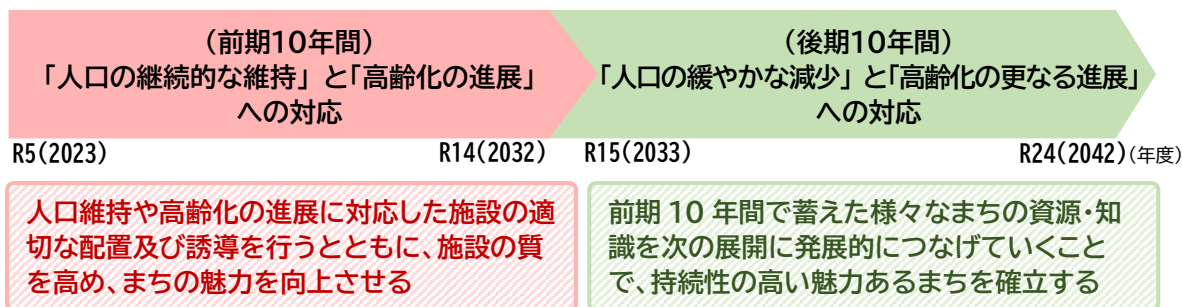 （前期10年間）
「人口の継続的な維持」と「高齢化の進展」
への対応
（後期10年間）
「人口の緩やかな減少」と「高齢化の更なる進展」
への対応
R5(2023)
R14(2032)
R15(2033)
R24(2042)(年度)
人口維持や高齢化の進展に対応した施設の適
切な配置及び誘導を行うとともに、施設の質
を高め、まちの魅力を向上させる
前期 10 年間で蓄えた様々なまちの資源・知
識を次の展開に発展的につなげていくこと
で、持続性の高い魅力あるまちを確立する